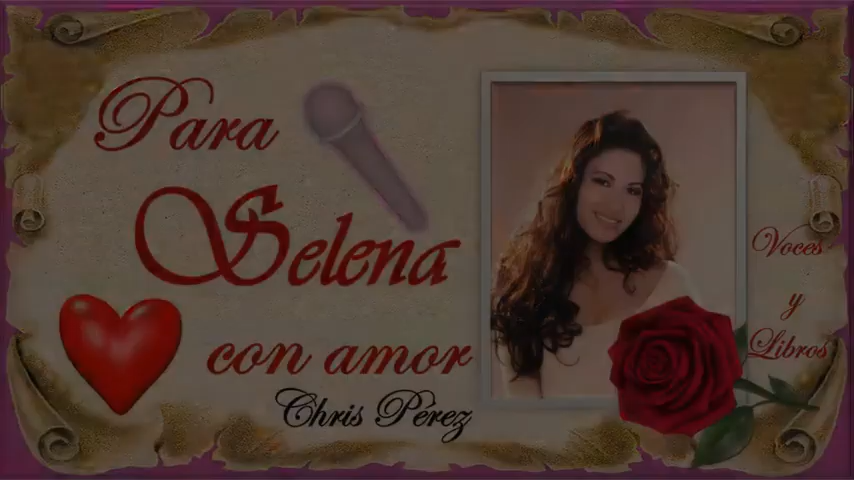 Para
Selena
con amor
Chris Pérez
Voces
y
Libros